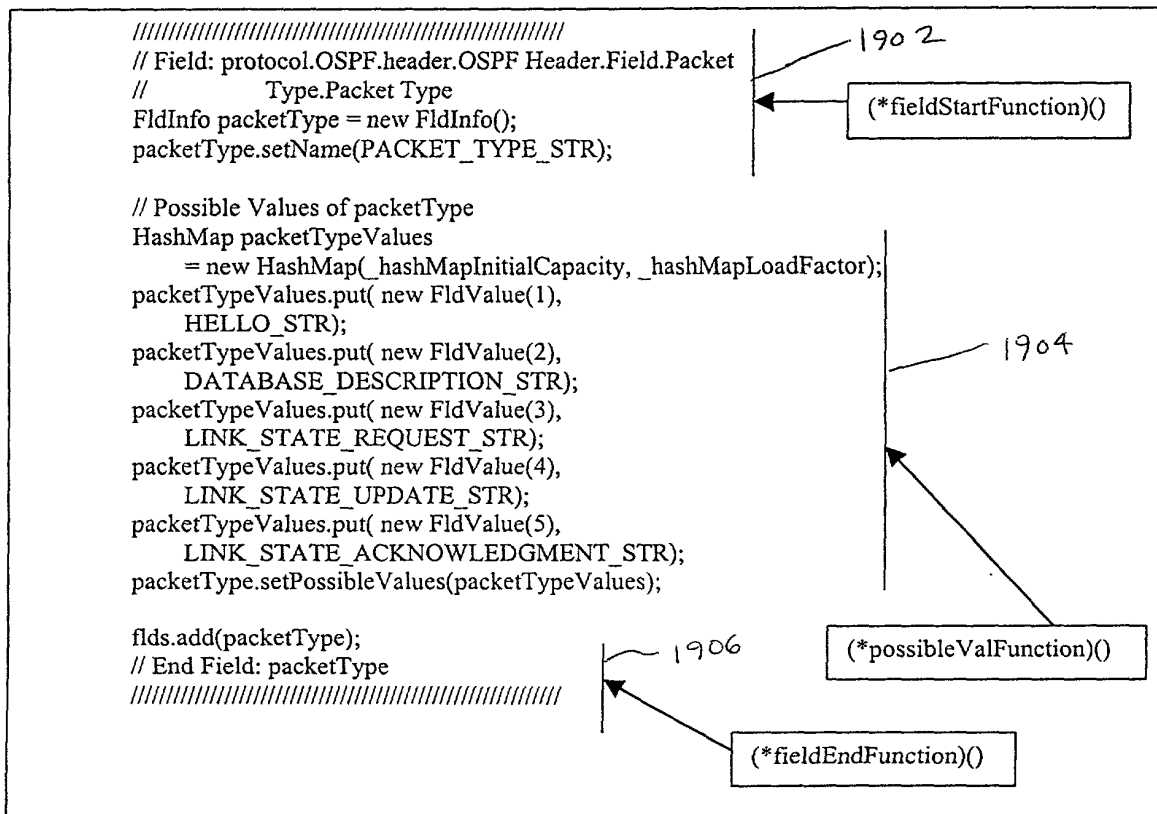 ////////////////////////////////////////////////////////////
// Field: protocol.OSPF.header.OSPF Header.Field.Packet
// Type.Packet Type
FldInfo packetType = new FldInfo();
packetType.setName(PACKET_TYPE_STR);
1902
(*fieldStartFunction)()
// Possible Values of packetType
HashMap packetTypeValues
= new HashMap(_hashMapInitialCapacity, _hashMapLoadFactor);
packetTypeValues.put( new FldValue(1),
HELLO_STR);
packetTypeValues.put( new FldValue(2),
DATABASE_DESCRIPTION_STR);
packetTypeValues.put( new FldValue(3),
LINK_STATE_REQUEST_STR);
packetTypeValues.put( new FldValue(4),
LINK_STATE_UPDATE_STR);
packetTypeValues.put( new FldValue(5),
LINK_STATE_ACKNOWLEDGMENT_STR);
packetType.setPossibleValues(packetTypeValues);
1904
(*possibleValFunction)()
flds.add(packetType);
// End Field: packetType
////////////////////////////////////////////////////////////
1906
(*fieldEndFunction)()